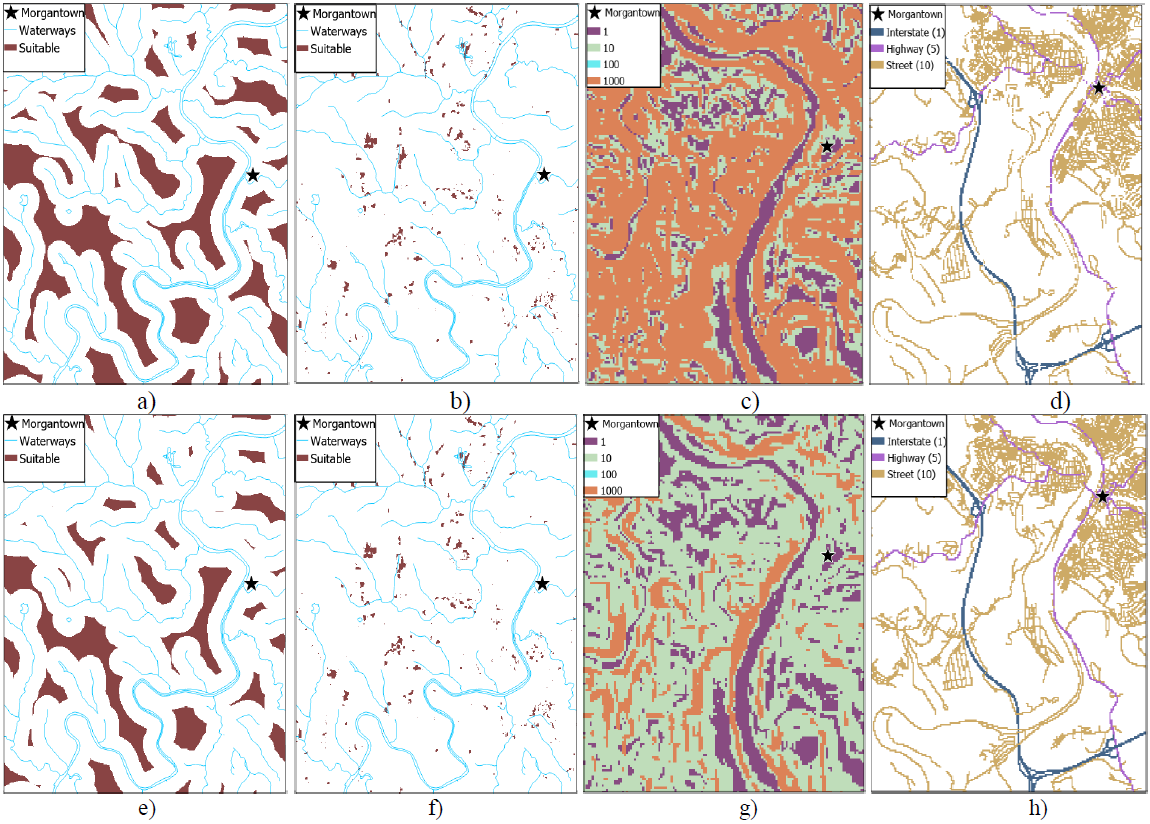 Morgantown
Waterways
Suitable
Morgantown
Waterways
Suitable
Morgantown
1
10
100
1000
Morgantown
Interstate (1)
Highway (5)
Street (10)
a)
b)
c)
d)
Morgantown
Waterways
Suitable
Morgantown
Waterways
Suitable
Morgantown
1
10
100
1000
Morgantown
Interstate (1)
Highway (5)
Street (10)
e)
f)
g)
h)